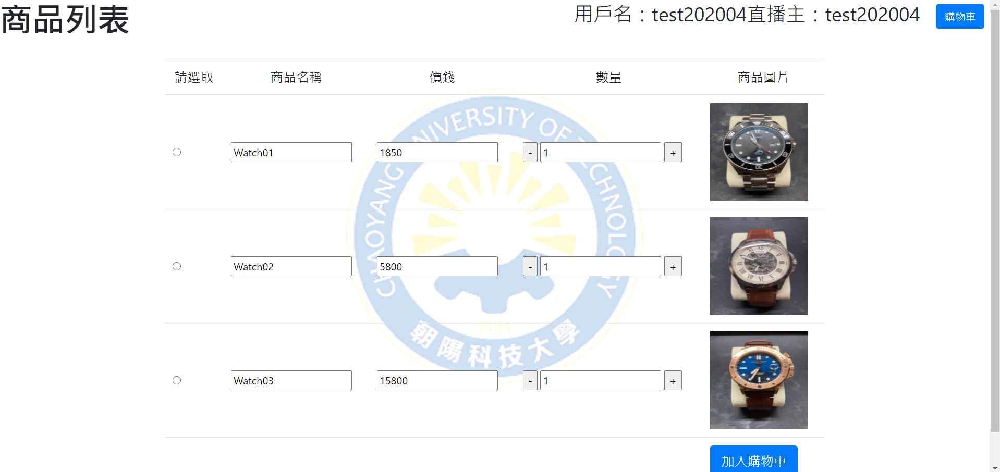 商品列表
用戶名：test202004直播主：test202004
購物車
請選取 商品名稱 價錢 數量 商品圖片
Watch01 1850 - 1 +
Watch02 5800 - 1 +
Watch03 15800 - 1 +
CHAOYANG UNIVERSITY OF TECHNOLOGY
1994
朝陽科技大學
加入購物車